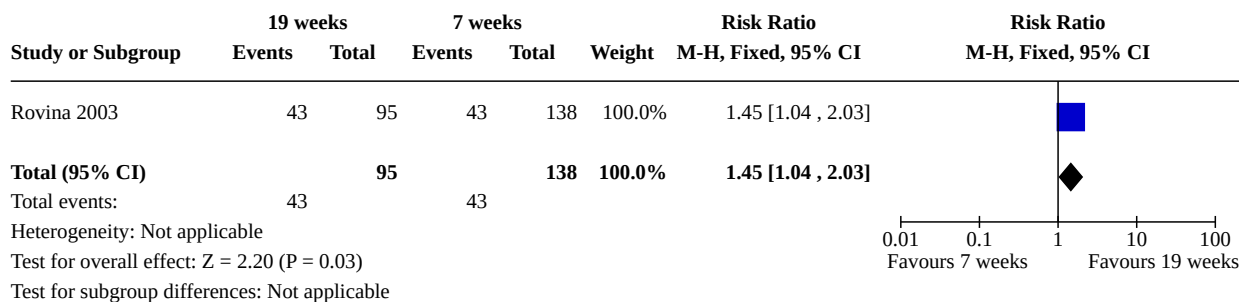 19 weeks 7 weeks Risk Ratio Risk Ratio
Study or Subgroup Events Total Events Total Weight M-H, Fixed, 95% CI M-H, Fixed, 95% CI
Rovina 2003 43 95 43 138 100.0% 1.45 [1.04 , 2.03]
Total (95% CI) 95 138 100.0% 1.45 [1.04 , 2.03]
Total events: 43 43
Heterogeneity: Not applicable
0.01 0.1 1 10 100
Test for overall effect: Z = 2.20 (P = 0.03) Favours 7 weeks Favours 19 weeks
Test for subgroup differences: Not applicable